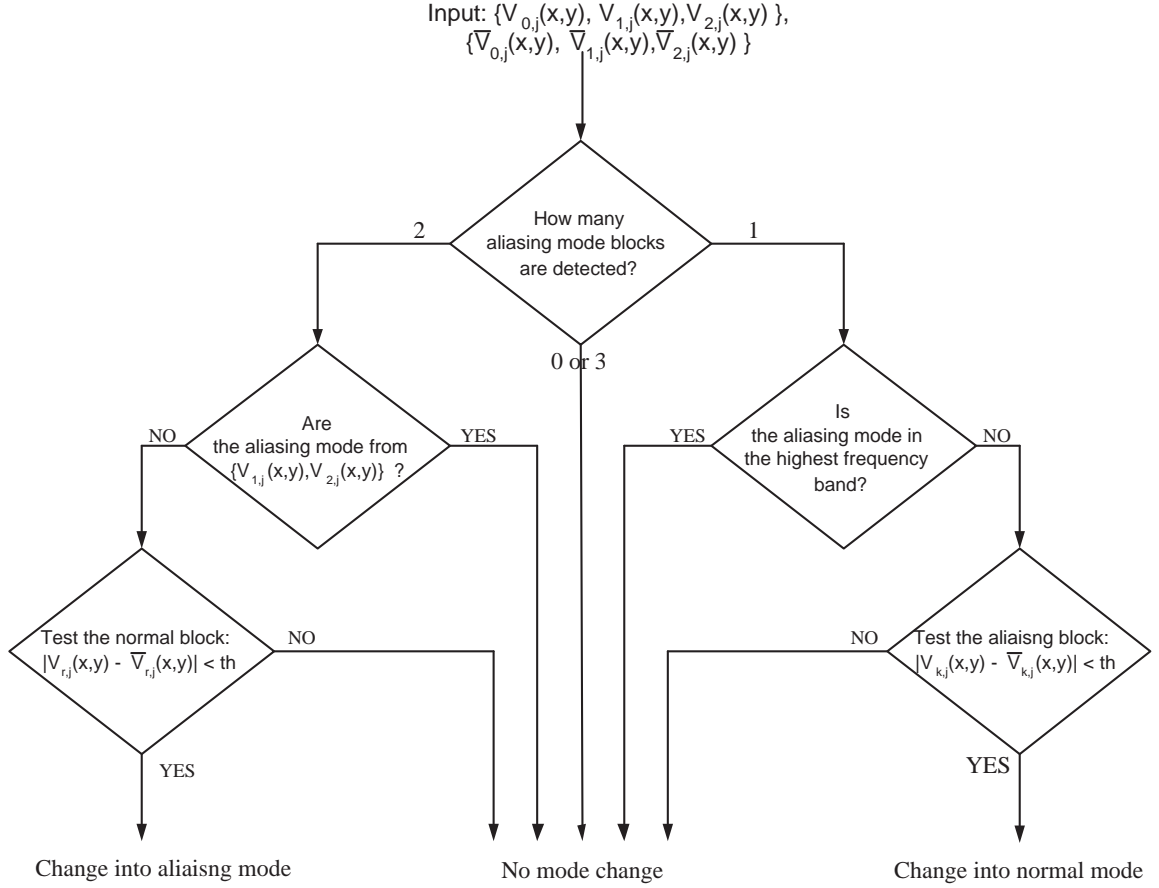 Input: {V0,j(x,y), V1,j(x,y),V2,j(x,y) },
{V̅0,j(x,y), V̅1,j(x,y),V̅2,j(x,y) }
How many
aliasing mode blocks
are detected?
2
1
0 or 3
Are
the aliasing mode from
{V1,j(x,y),V2,j(x,y)} ?
NO
YES
Is
the aliasing mode in
the highest frequency
band?
YES
NO
Test the normal block:
|Vr,j(x,y) - V̅r,j(x,y)| < th
NO
YES
Test the aliaisng block:
|Vk,j(x,y) - V̅k,j(x,y)| < th
NO
YES
Change into aliaisng mode
No mode change
Change into normal mode